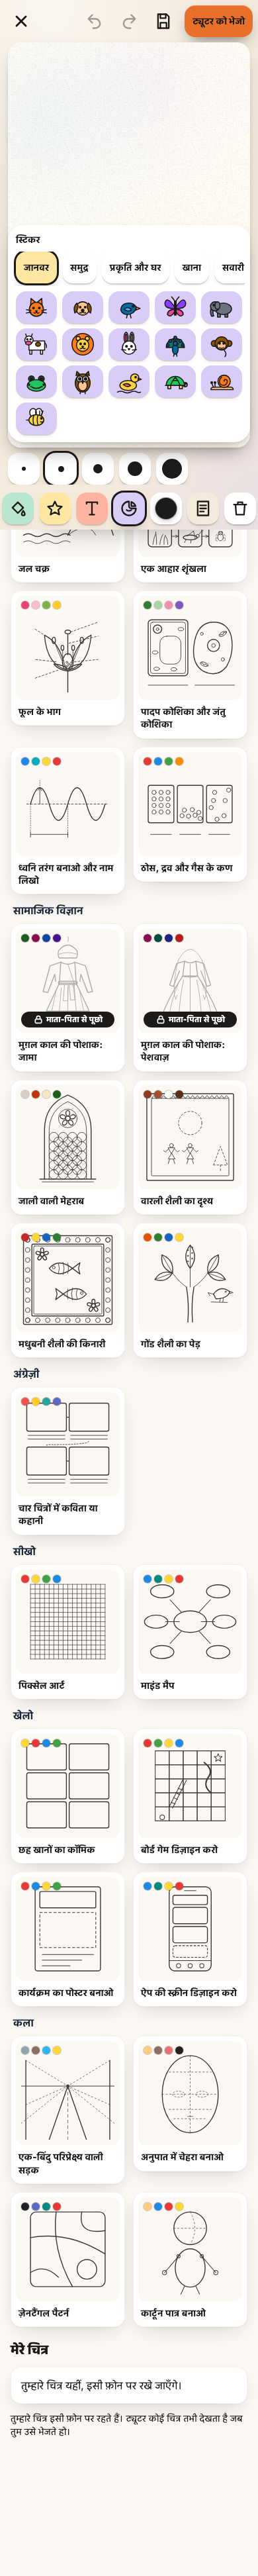 ट्यूटर को भेजो
स्टिकर
जानवर
समुद्र
प्रकृति और घर
खाना
सवारी
T
जल चक्र
एक आहार शृंखला
फूल के भाग
पादप कोशिका और जंतु
कोशिका
ध्वनि तरंग बनाओ और नाम
लिखो
ठोस, द्रव और गैस के कण
सामाजिक विज्ञान
माता-पिता से पूछो
माता-पिता से पूछो
मुग़ल काल की पोशाक:
जामा
मुग़ल काल की पोशाक:
पेशवाज़
जाली वाली मेहराब
वारली शैली का दृश्य
मधुबनी शैली की किनारी
गोंड शैली का पेड़
अंग्रेज़ी
चार चित्रों में कविता या
कहानी
सीखो
पिक्सेल आर्ट
माइंड मैप
खेलो
छह खानों का कॉमिक
बोर्ड गेम डिज़ाइन करो
कार्यक्रम का पोस्टर बनाओ
ऐप की स्क्रीन डिज़ाइन करो
कला
एक-बिंदु परिप्रेक्ष्य वाली
सड़क
अनुपात में चेहरा बनाओ
ज़ेनटैंगल पैटर्न
कार्टून पात्र बनाओ
मेरे चित्र
तुम्हारे चित्र यहीं, इसी फ़ोन पर रखे जाएँगे।
तुम्हारे चित्र इसी फ़ोन पर रहते हैं। ट्यूटर कोई चित्र तभी देखता है जब
तुम उसे भेजते हो।